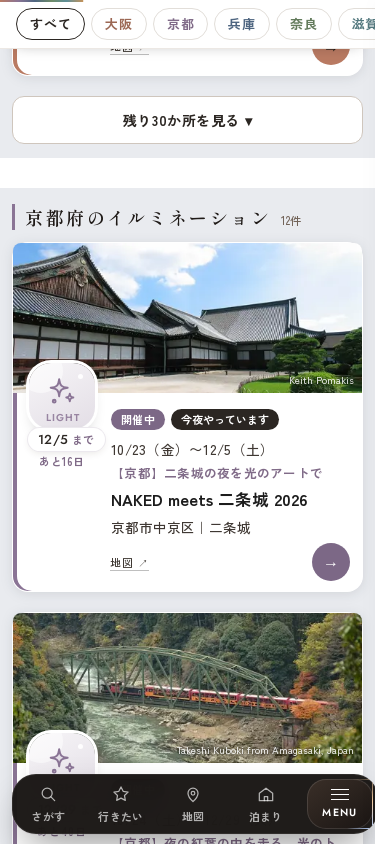 すべて
大阪
京都
兵庫
奈良
滋賀
残り30か所を見る ▾
京都府のイルミネーション 12件
Keith Pomakis
LIGHT
12/5 まで
あと16日
開催中
今夜やっています
10/23（金）〜12/5（土）
【京都】二条城の夜を光のアートで
NAKED meets 二条城 2026
京都市中京区｜二条城
地図 ↗
→
Takeshi Kuboki from Amagasaki, Japan
さがす
行きたい
地図
泊まり
MENU